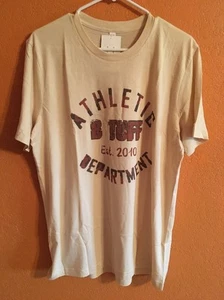 ATHLETIC
B TUFF
Est. 2010
DEPARTMENT